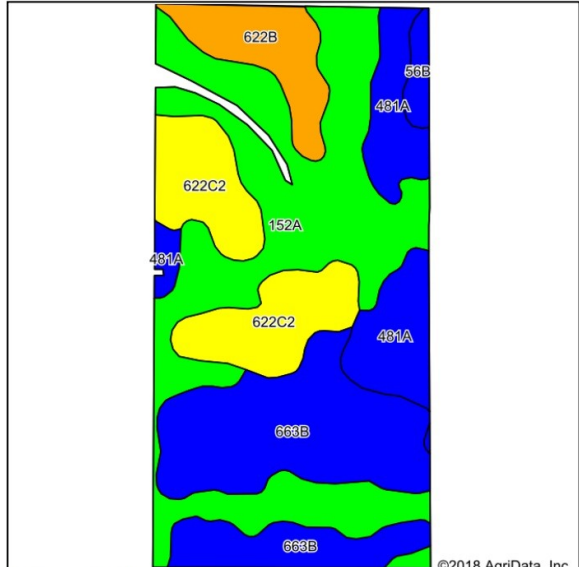 622B
56B
481A
622C2
152A
481A
622C2
481A
663B
663B
©2018 AgriData, Inc.